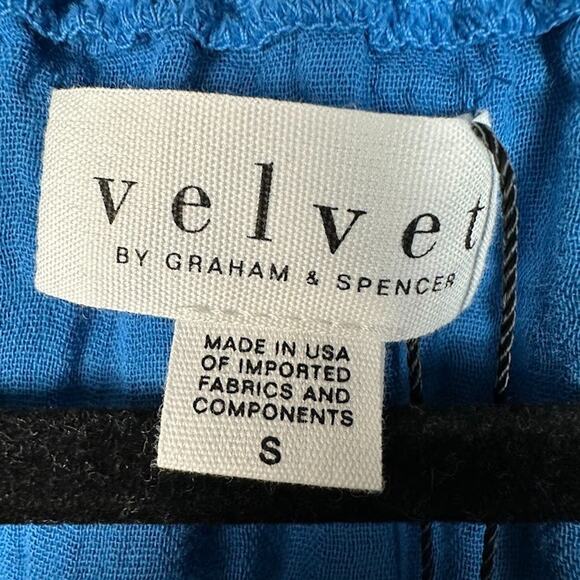 velvet
BY GRAHAM & SPENCER
MADE IN USA
OF IMPORTED
FABRICS AND
COMPONENTS
S